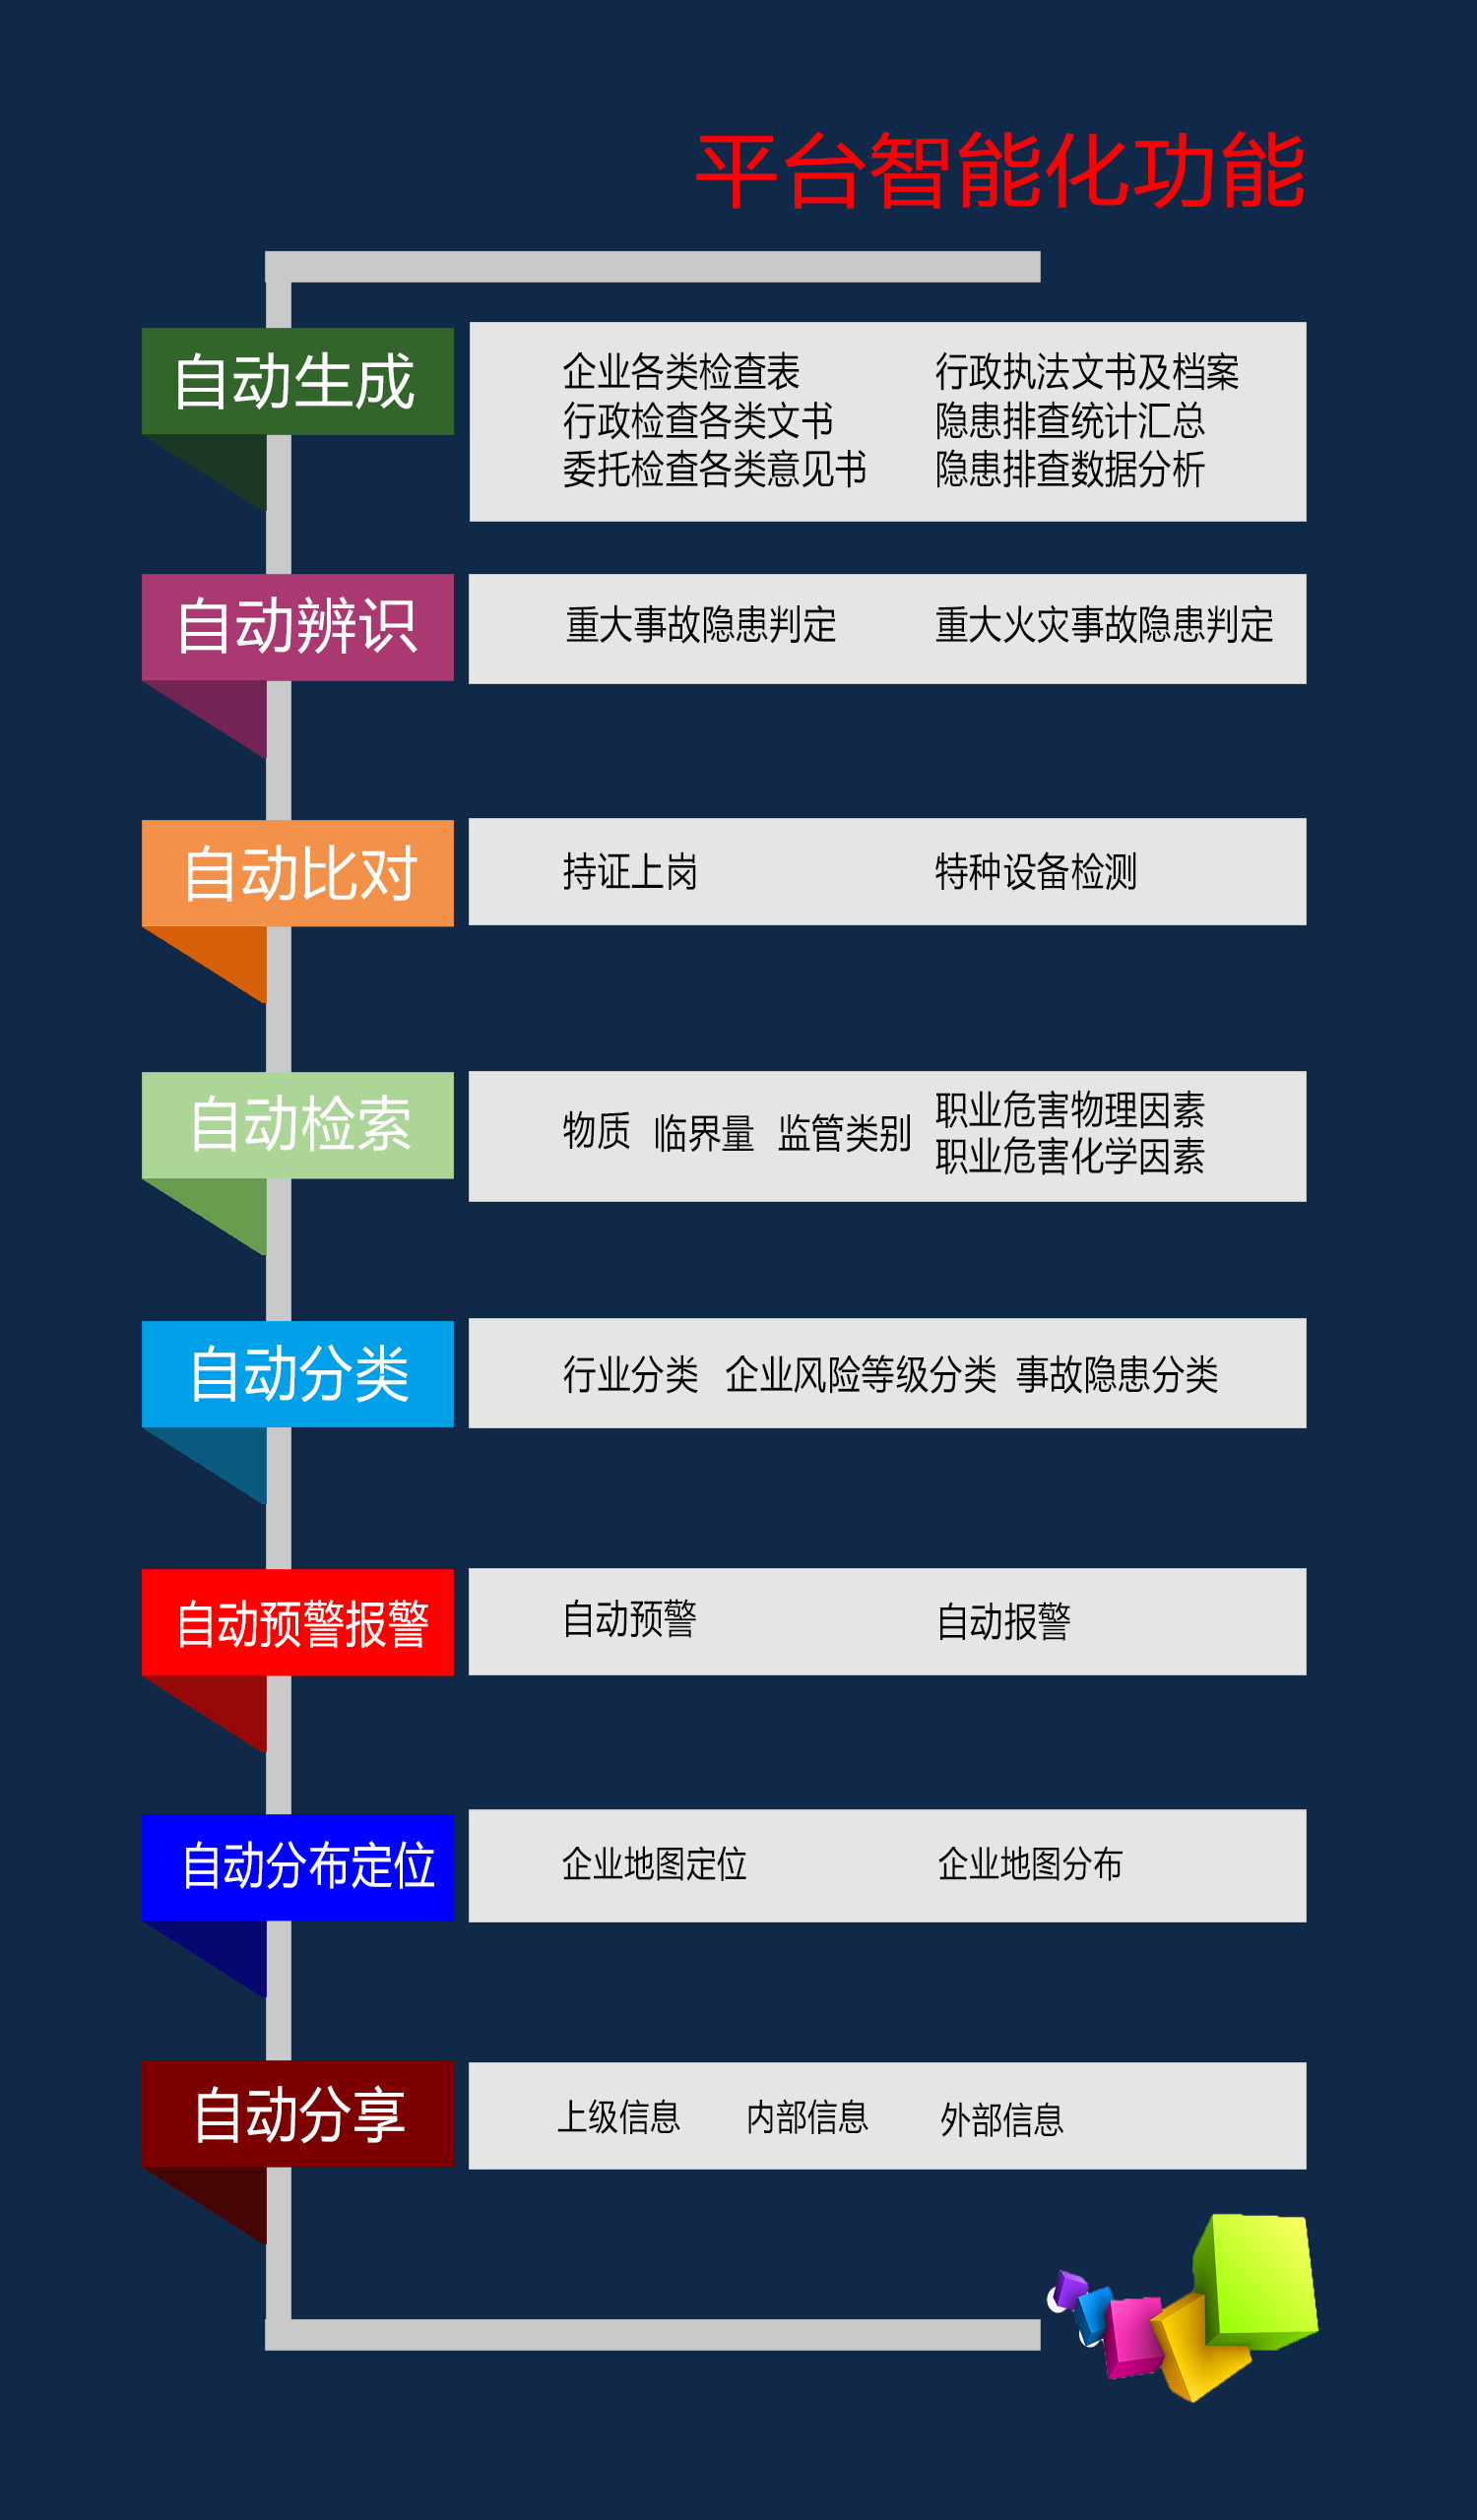 平台智能化功能
自动生成
企业各类检查表 行政执法文书及档案
行政检查各类文书 隐患排查统计汇总
委托检查各类意见书 隐患排查数据分析
自动辨识
重大事故隐患判定 重大火灾事故隐患判定
自动比对
持证上岗 特种设备检测
自动检索
物质 临界量 监管类别
职业危害物理因素
职业危害化学因素
自动分类
行业分类 企业风险等级分类 事故隐患分类
自动预警报警
自动预警 自动报警
自动分布定位
企业地图定位 企业地图分布
自动分享
上级信息 内部信息 外部信息